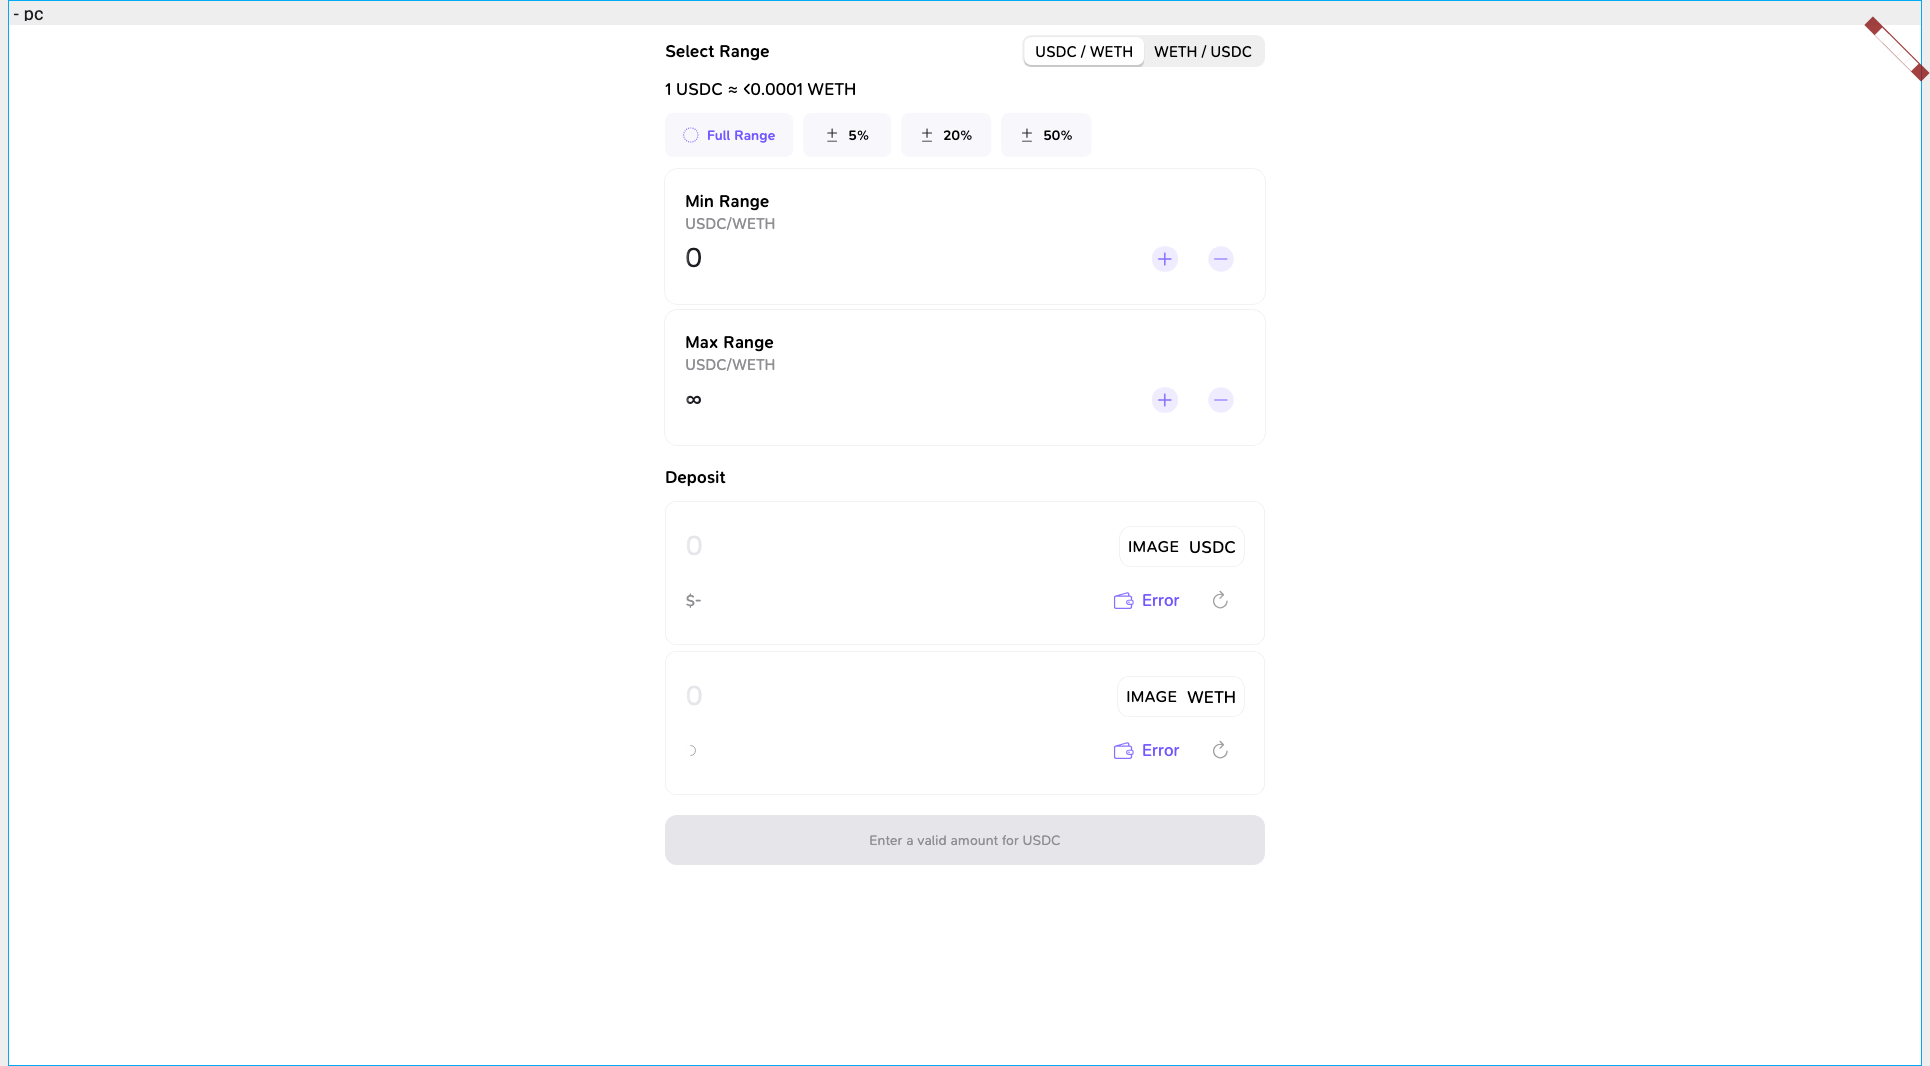 - pc
Select Range
USDC / WETH WETH / USDC
1 USDC ≈ <0.0001 WETH
Full Range ± 5% ± 20% ± 50%
Min Range
USDC/WETH
0
Max Range
USDC/WETH
∞
Deposit
0 IMAGE USDC
$- Error
0 IMAGE WETH
Error
Enter a valid amount for USDC